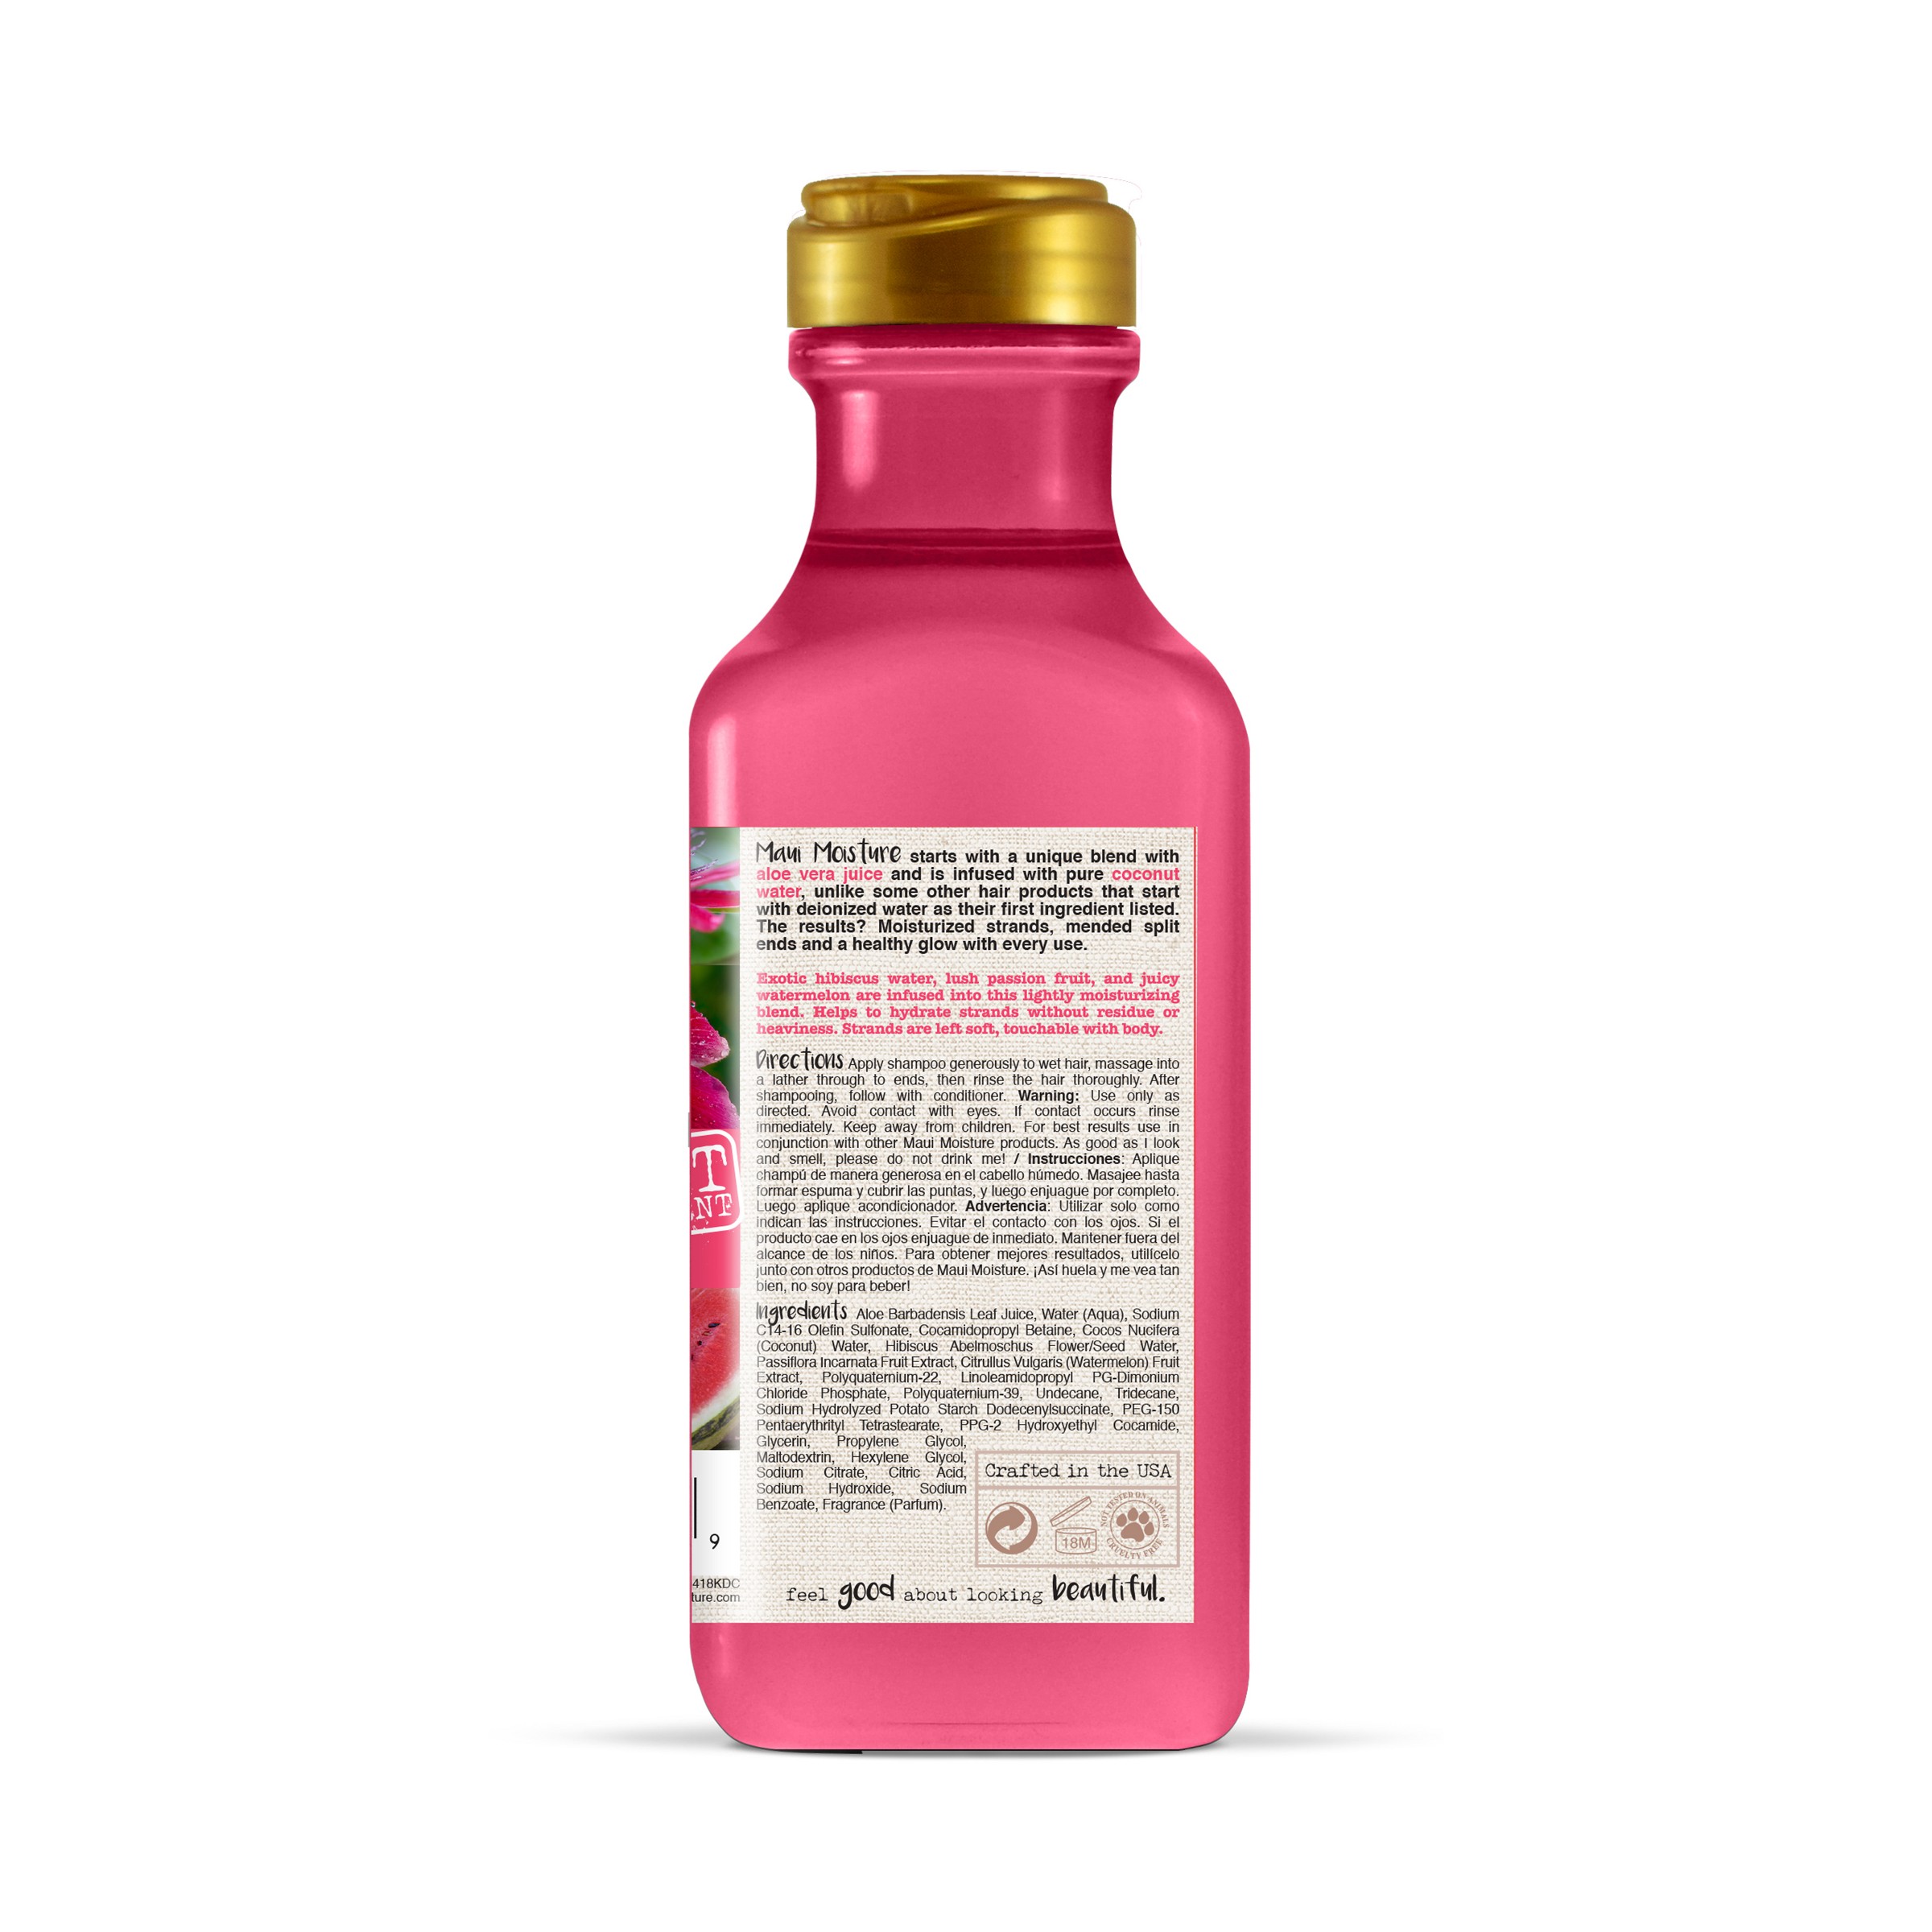 Maui Moisture starts with a unique blend with
aloe vera juice and is infused with pure coconut
water, unlike some other hair products that start
with deionized water as their first ingredient listed.
The results? Moisturized strands, mended split
ends and a healthy glow with every use.
Exotic hibiscus water, lush passion fruit, and juicy
watermelon are infused into this lightly moisturizing
blend. Helps to hydrate strands without residue or
heaviness. Strands are left soft, touchable with body.
Directions Apply shampoo generously to wet hair, massage into
a lather through to ends, then rinse the hair thoroughly. After
shampooing, follow with conditioner. Warning: Use only as
directed. Avoid contact with eyes. If contact occurs rinse
immediately. Keep away from children. For best results use in
conjunction with other Maui Moisture products. As good as I look
and smell, please do not drink me! / Instrucciones: Aplique
champú de manera generosa en el cabello húmedo. Masajee hasta
formar espuma y cubrir las puntas, y luego enjuague por completo.
Luego aplique acondicionador. Advertencia: Utilizar solo como
indican las instrucciones. Evitar el contacto con los ojos. Si el
producto cae en los ojos enjuague de inmediato. Mantener fuera del
alcance de los niños. Para obtener mejores resultados, utilícelo
junto con otros productos de Maui Moisture. ¡Así huela y me vea tan
bien, no soy para beber!
Ingredients Aloe Barbadensis Leaf Juice, Water (Aqua), Sodium
C14-16 Olefin Sulfonate, Cocamidopropyl Betaine, Cocos Nucifera
(Coconut) Water, Hibiscus Abelmoschus Flower/Seed Water,
Passiflora Incarnata Fruit Extract, Citrullus Vulgaris (Watermelon) Fruit
Extract, Polyquaternium-22, Linoleamidopropyl PG-Dimonium
Chloride Phosphate, Polyquaternium-39, Undecane, Tridecane,
Sodium Hydrolyzed Potato Starch Dodecenylsuccinate, PEG-150
Pentaerythrityl Tetrastearate, PPG-2 Hydroxyethyl Cocamide,
Glycerin, Propylene Glycol,
Maltodextrin, Hexylene Glycol,
Sodium Citrate, Citric Acid,
Sodium Hydroxide, Sodium
Benzoate, Fragrance (Parfum).
Crafted in the USA
18M
NOT TESTED ON ANIMALS
CRUELTY FREE
feel good about looking beautiful.
T
NT
9
418KDC
ture.com